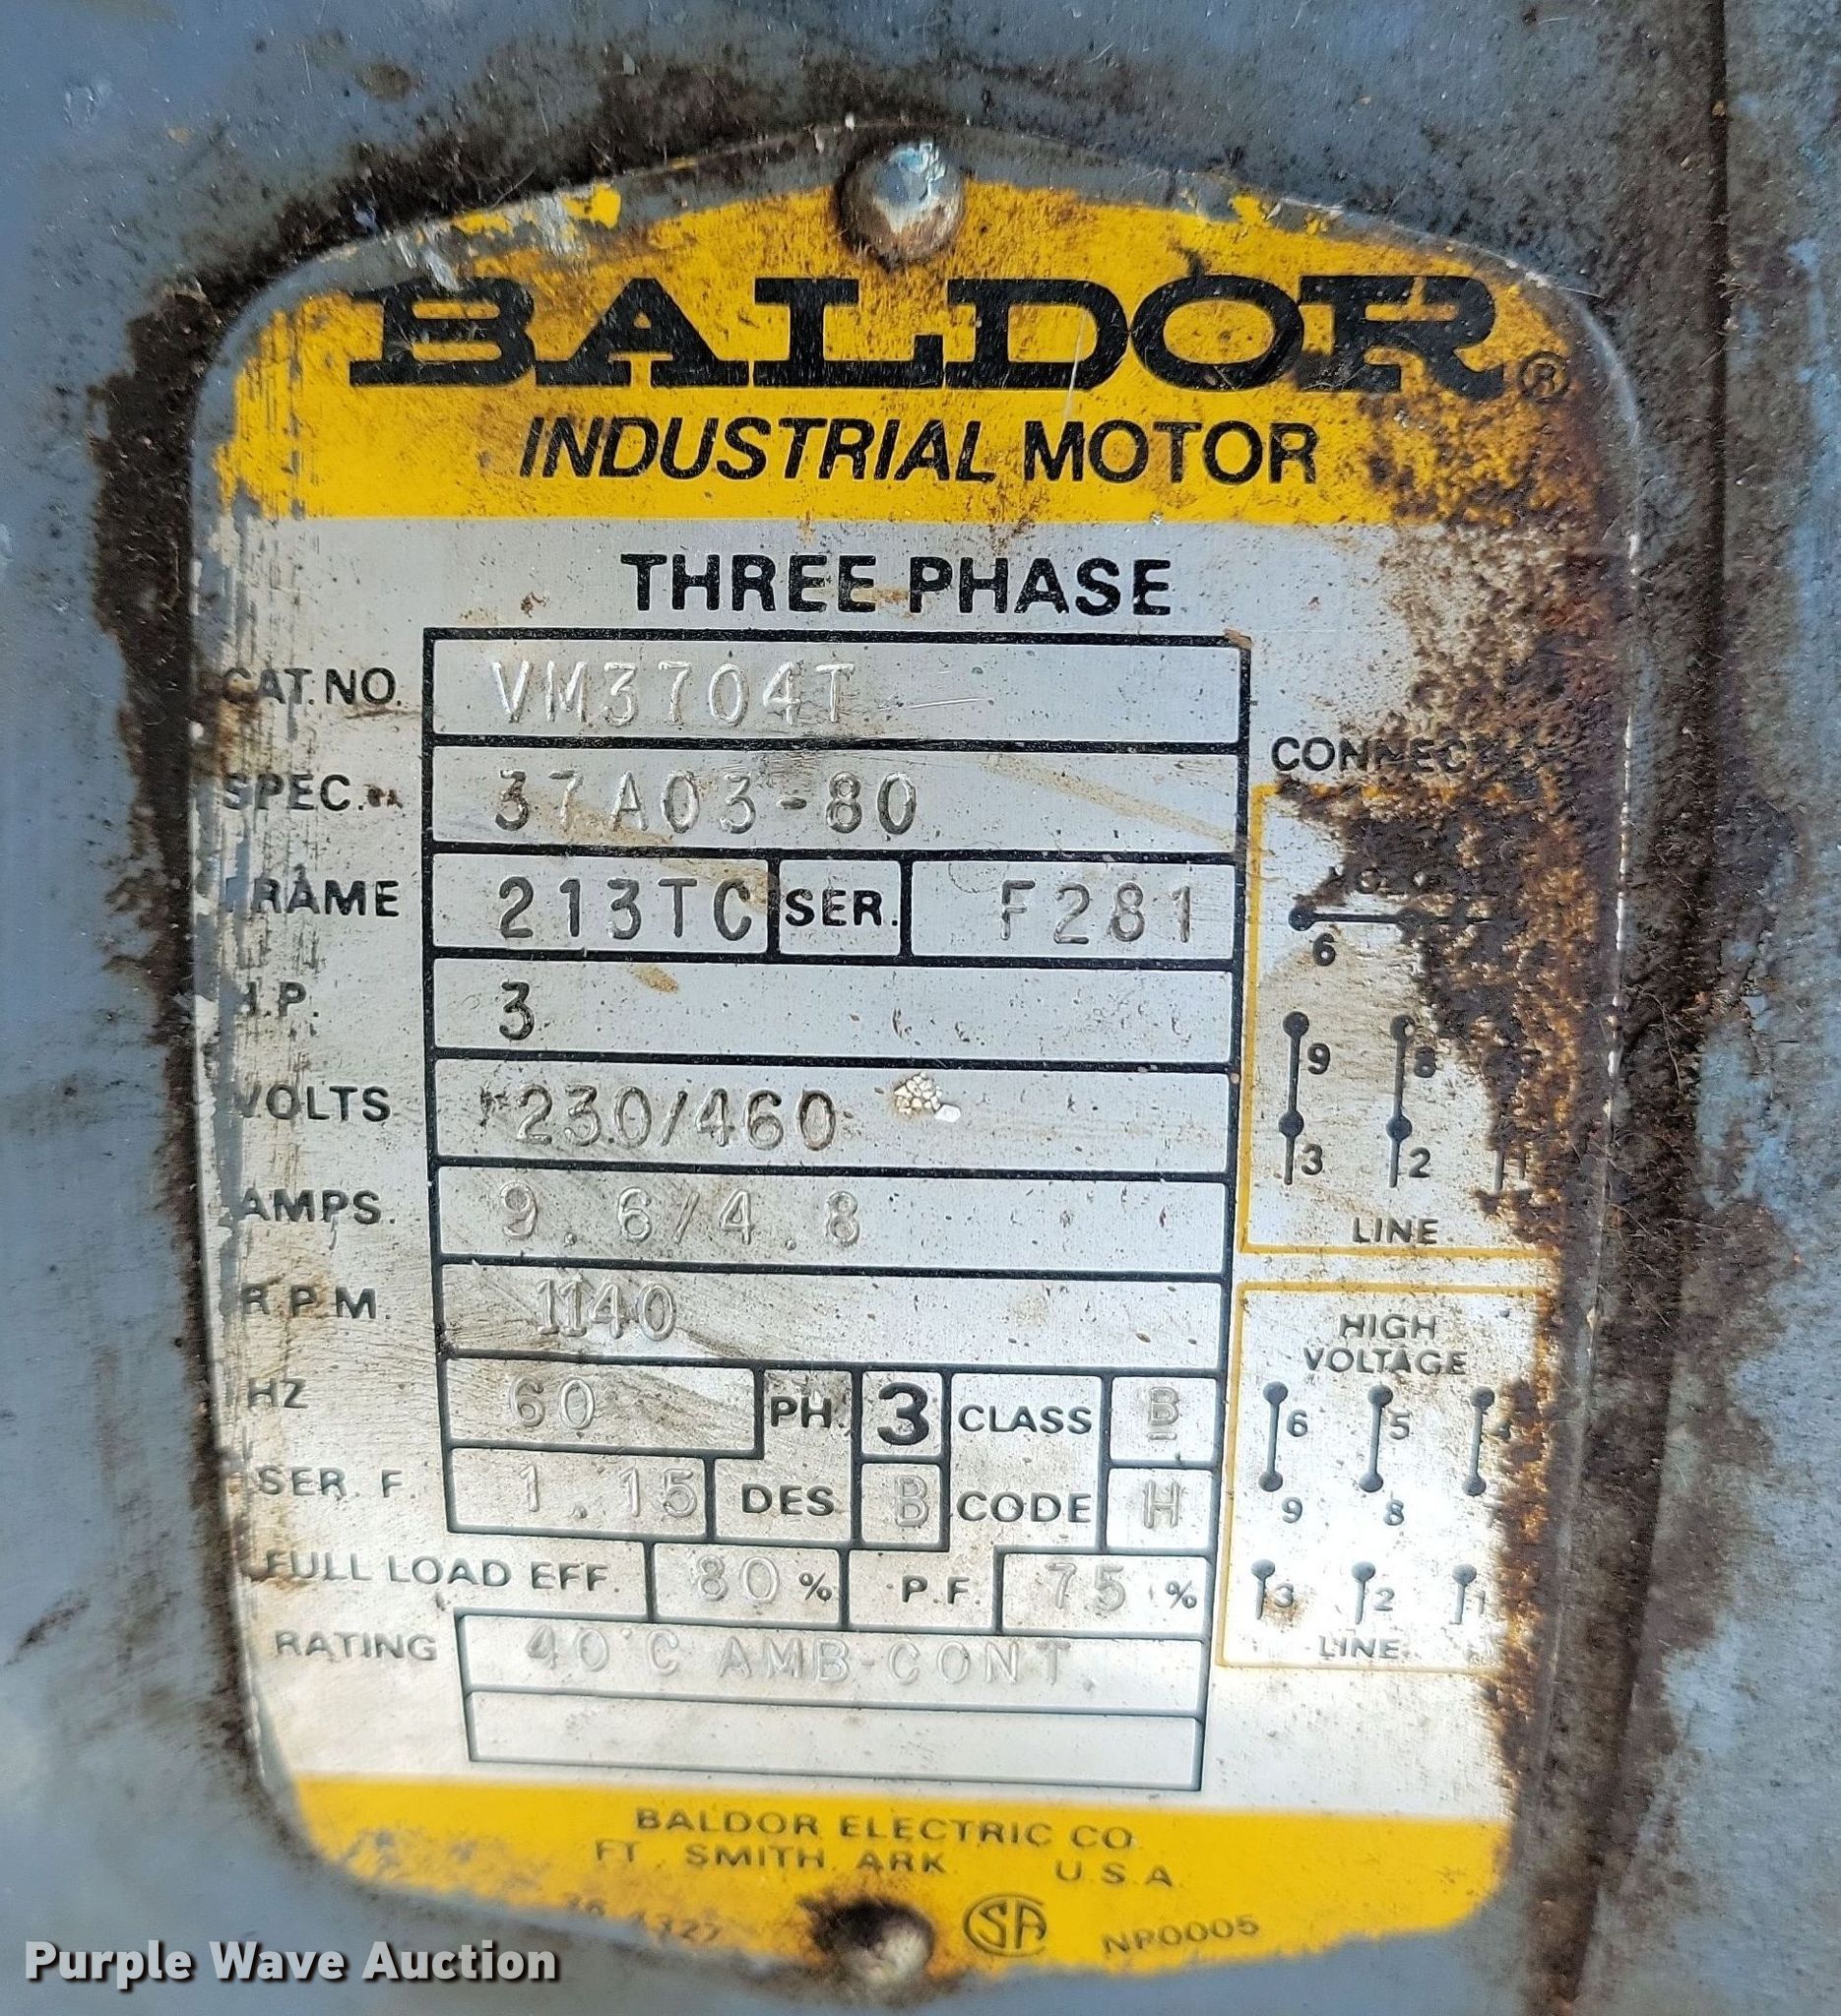 BALDOR®
INDUSTRIAL MOTOR
THREE PHASE
CAT. NO. VM3704T
SPEC. 37A03-80
FRAME 213TC SER. F281
H.P. 3
VOLTS 230/460
AMPS. 9.6/4.8
R.P.M. 1140
HZ 60 PH. 3 CLASS B
SER. F. 1.15 DES B CODE H
FULL LOAD EFF. 80 % P.F. 75 %
RATING 40°C AMB-CONT
6
9 8
3 2 1
LINE
HIGH
VOLTAGE
6 5 4
9 8
3 2 1
LINE
BALDOR ELECTRIC CO.
FT. SMITH, ARK. U.S.A.
SA NP0005
Purple Wave Auction